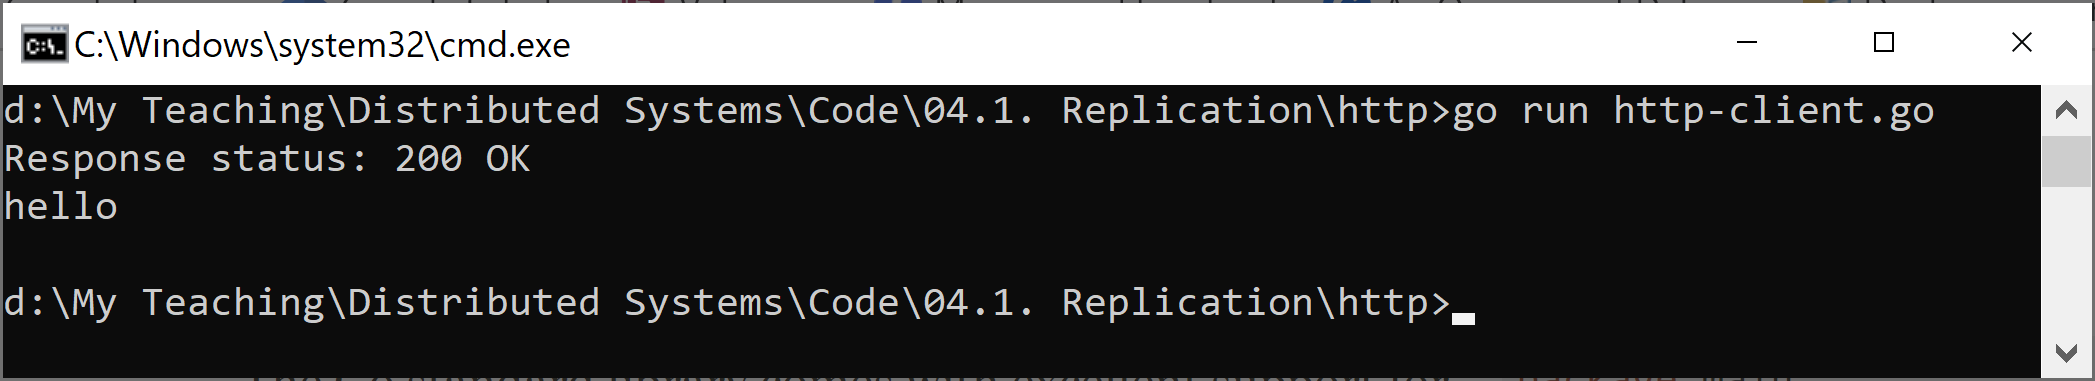 C:\Windows\system32\cmd.exe
d:\My Teaching\Distributed Systems\Code\04.1. Replication\http>go run http-client.go
Response status: 200 OK
hello
d:\My Teaching\Distributed Systems\Code\04.1. Replication\http>